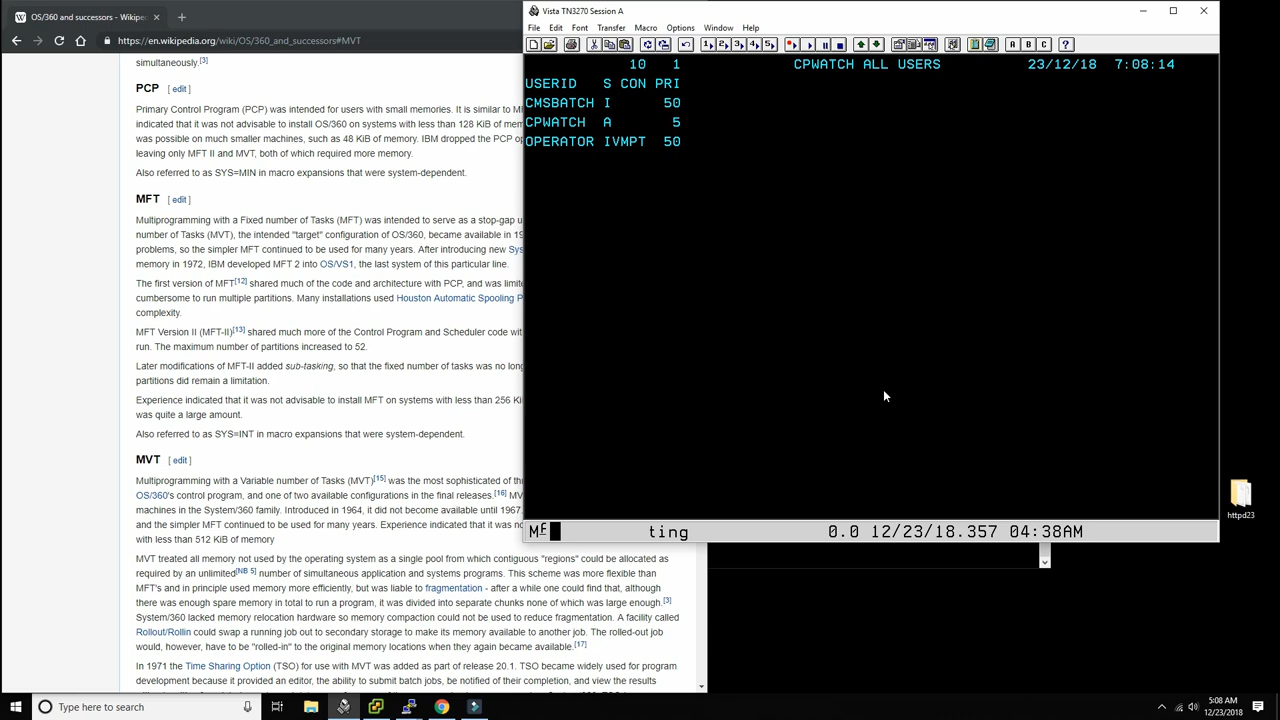 OS/360 and successors - Wikipe
https://en.wikipedia.org/wiki/OS/360_and_successors#MVT
simultaneously.[3]
PCP [ edit ]
Primary Control Program (PCP) was intended for users with small memories. It is similar to M
indicated that it was not advisable to install OS/360 on systems with less than 128 KiB of mem
was possible on much smaller machines, such as 48 KiB of memory. IBM dropped the PCP op
leaving only MFT II and MVT, both of which required more memory.
Also referred to as SYS=MIN in macro expansions that were system-dependent.
MFT [ edit ]
Multiprogramming with a Fixed number of Tasks (MFT) was intended to serve as a stop-gap u
number of Tasks (MVT), the intended "target" configuration of OS/360, became available in 19
problems, so the simpler MFT continued to be used for many years. After introducing new Sys
memory in 1972, IBM developed MFT 2 into OS/VS1, the last system of this particular line.
The first version of MFT[12] shared much of the code and architecture with PCP, and was limite
cumbersome to run multiple partitions. Many installations used Houston Automatic Spooling P
complexity.
MFT Version II (MFT-II)[13] shared much more of the Control Program and Scheduler code wit
run. The maximum number of partitions increased to 52.
Later modifications of MFT-II added sub-tasking, so that the fixed number of tasks was no long
partitions did remain a limitation.
Experience indicated that it was not advisable to install MFT on systems with less than 256 Ki
was quite a large amount.
Also referred to as SYS=INT in macro expansions that were system-dependent.
MVT [ edit ]
Multiprogramming with a Variable number of Tasks (MVT)[15] was the most sophisticated of th
OS/360's control program, and one of two available configurations in the final releases.[16] MV
machines in the System/360 family. Introduced in 1964, it did not become available until 1967.
and the simpler MFT continued to be used for many years. Experience indicated that it was no
with less than 512 KiB of memory
MVT treated all memory not used by the operating system as a single pool from which contiguous "regions" could be allocated as
required by an unlimited[NB 5] number of simultaneous application and systems programs. This scheme was more flexible than
MFT's and in principle used memory more efficiently, but was liable to fragmentation - after a while one could find that, although
there was enough spare memory in total to run a program, it was divided into separate chunks none of which was large enough.[3]
System/360 lacked memory relocation hardware so memory compaction could not be used to reduce fragmentation. A facility called
Rollout/Rollin could swap a running job out to secondary storage to make its memory available to another job. The rolled-out job
would, however, have to be "rolled-in" to the original memory locations when they again became available.[17]
In 1971 the Time Sharing Option (TSO) for use with MVT was added as part of release 20.1. TSO became widely used for program
development because it provided an editor, the ability to submit batch jobs, be notified of their completion, and view the results
Vista TN3270 Session A
File Edit Font Transfer Macro Options Window Help
1 2 3 4 5 A B C ?
10 1 CPWATCH ALL USERS 23/12/18 7:08:14
USERID S CON PRI
CMSBATCH I 50
CPWATCH A 5
OPERATOR IVMPT 50
ting 0.0 12/23/18.357 04:38AM
httpd23
Type here to search
5:08 AM
12/23/2018